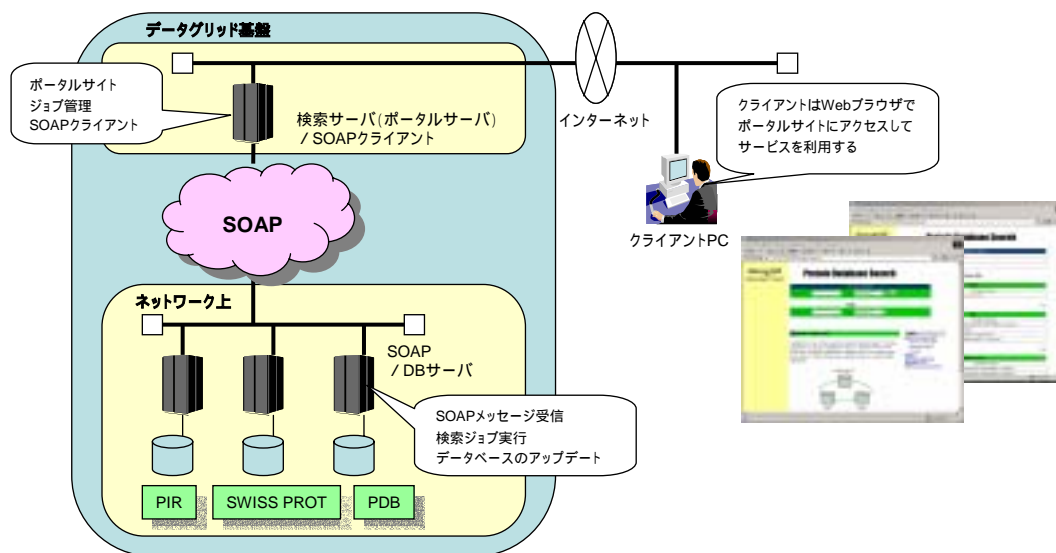 データグリッド基盤
ポータルサイト
ジョブ管理
SOAPクライアント
検索サーバ(ポータルサーバ)
/ SOAPクライアント
インターネット
クライアントはWebブラウザで
ポータルサイトにアクセスして
サービスを利用する
クライアントPC
SOAP
ネットワーク上
SOAP
/ DBサーバ
SOAPメッセージ受信
検索ジョブ実行
データベースのアップデート
PIR
SWISS PROT
PDB
Protein Database Search